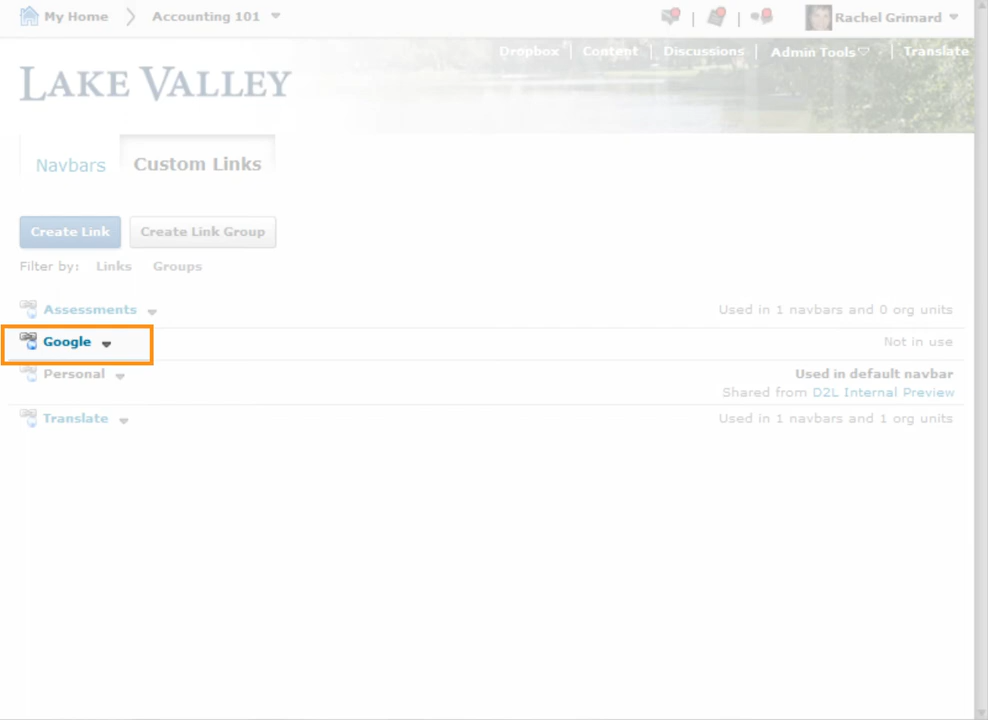 My Home Accounting 101 Rachel Grimard
Dropbox Content Discussions Admin Tools Translate
LAKE VALLEY
Navbars Custom Links
Create Link Create Link Group
Filter by: Links Groups
Assessments Used in 1 navbars and 0 org units
Google Not in use
Personal Used in default navbar
Shared from D2L Internal Preview
Translate Used in 1 navbars and 1 org units